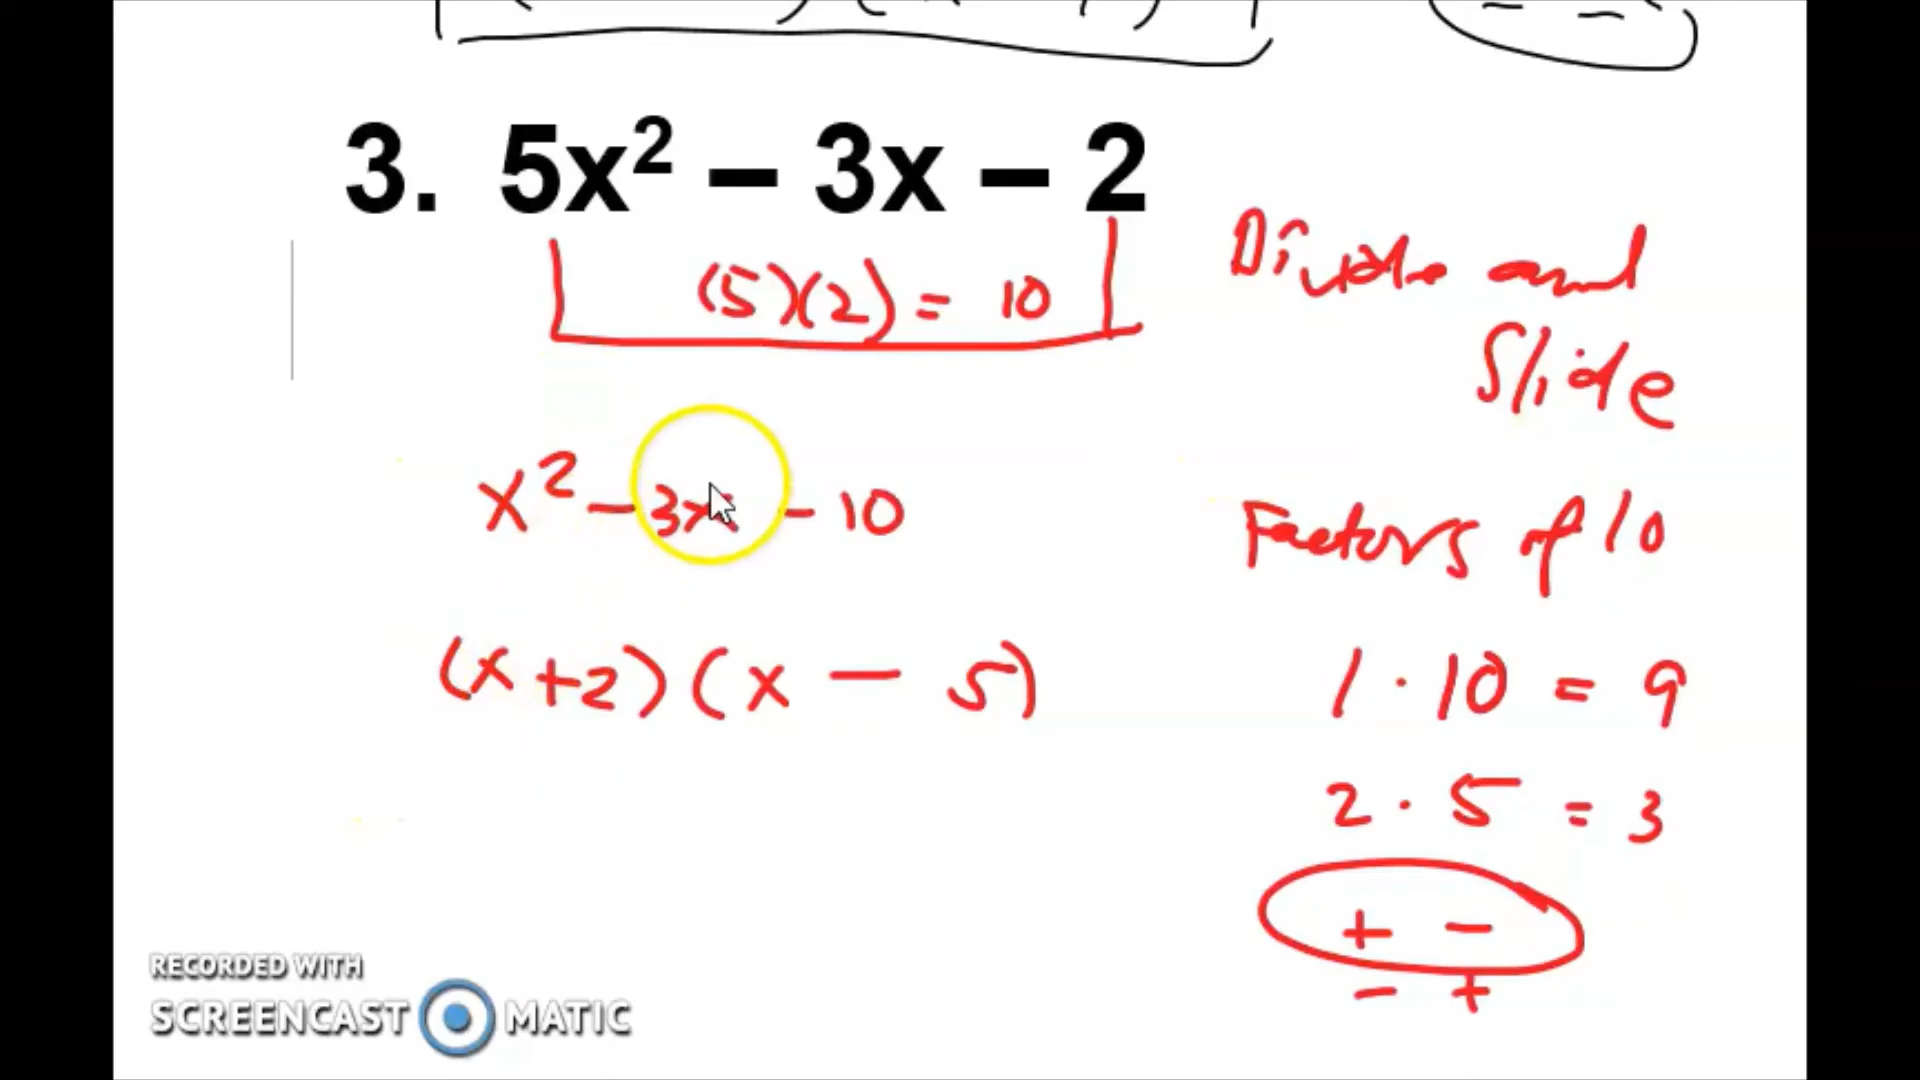 3. 5x² – 3x – 2
(5)(2) = 10
Divide and
Slide
x² - 3x - 10
Factors of 10
(x+2)(x - 5)
1 · 10 = 9
2 · 5 = 3
+ -
- +
RECORDED WITH
SCREENCAST MATIC